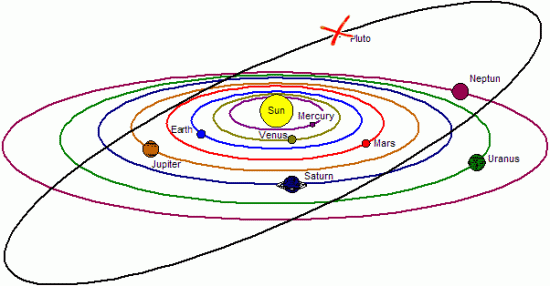 Pluto
Neptun
Sun
Mercury
Earth
Venus
Mars
Jupiter
Uranus
Saturn